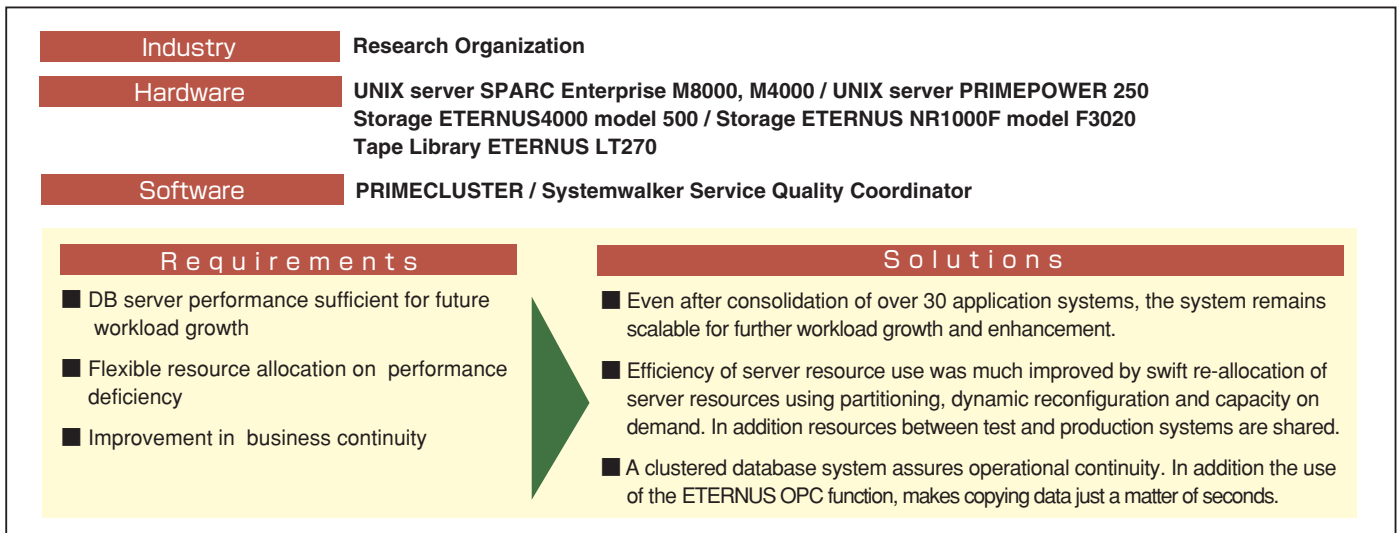 Industry
Research Organization
Hardware
UNIX server SPARC Enterprise M8000, M4000 / UNIX server PRIMEPOWER 250
Storage ETERNUS4000 model 500 / Storage ETERNUS NR1000F model F3020
Tape Library ETERNUS LT270
Software
PRIMECLUSTER / Systemwalker Service Quality Coordinator
Requirements
■ DB server performance sufficient for future
workload growth
■ Flexible resource allocation on performance
deficiency
■ Improvement in business continuity
Solutions
■ Even after consolidation of over 30 application systems, the system remains
scalable for further workload growth and enhancement.
■ Efficiency of server resource use was much improved by swift re-allocation of
server resources using partitioning, dynamic reconfiguration and capacity on
demand. In addition resources between test and production systems are shared.
■ A clustered database system assures operational continuity. In addition the use
of the ETERNUS OPC function, makes copying data just a matter of seconds.